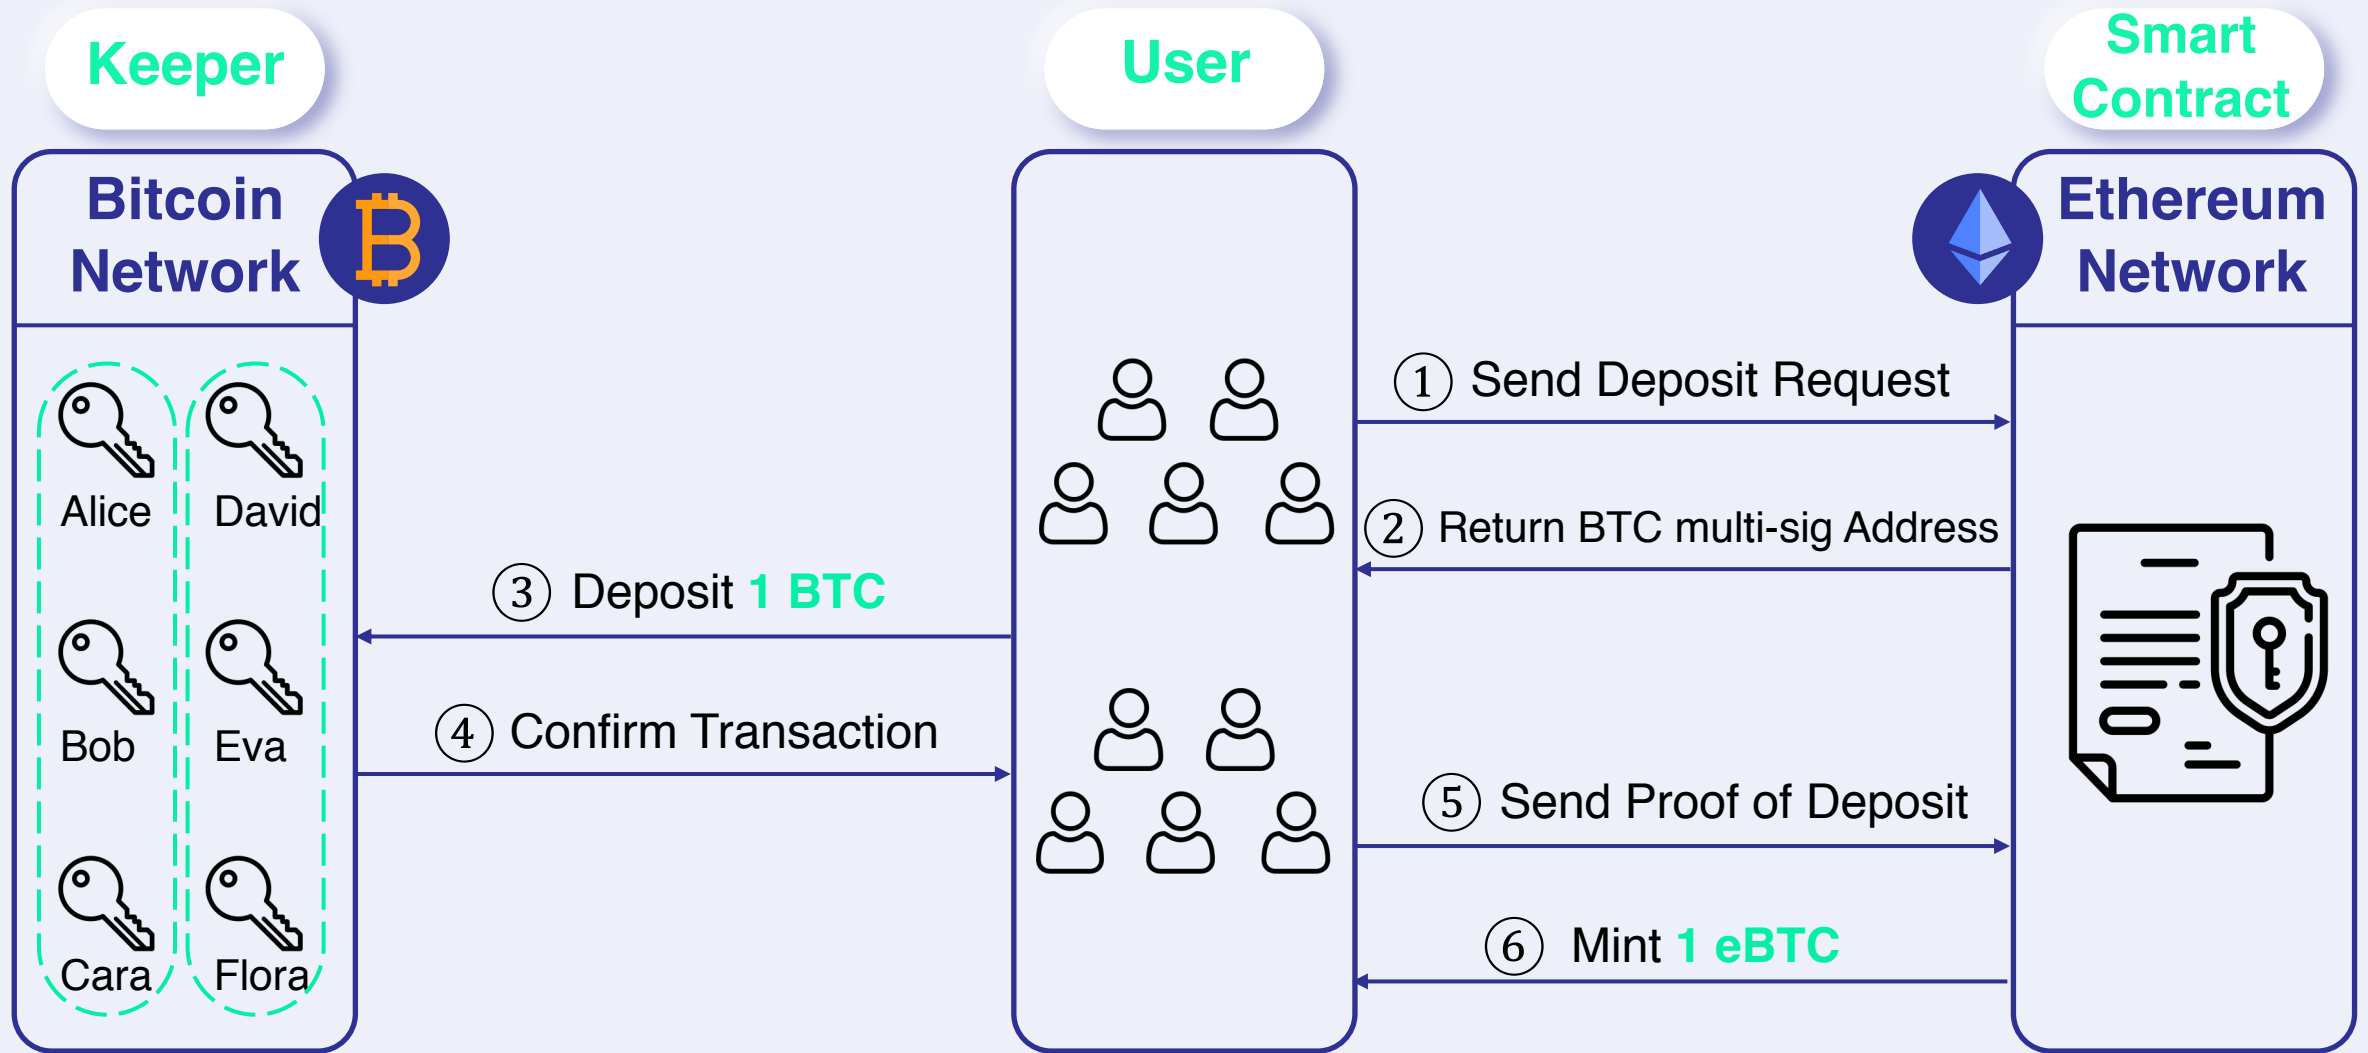 Keeper
User
Smart
Contract
Bitcoin
Network
Ethereum
Network
① Send Deposit Request
② Return BTC multi-sig Address
③ Deposit 1 BTC
④ Confirm Transaction
⑤ Send Proof of Deposit
⑥ Mint 1 eBTC
Alice
David
Bob
Eva
Cara
Flora